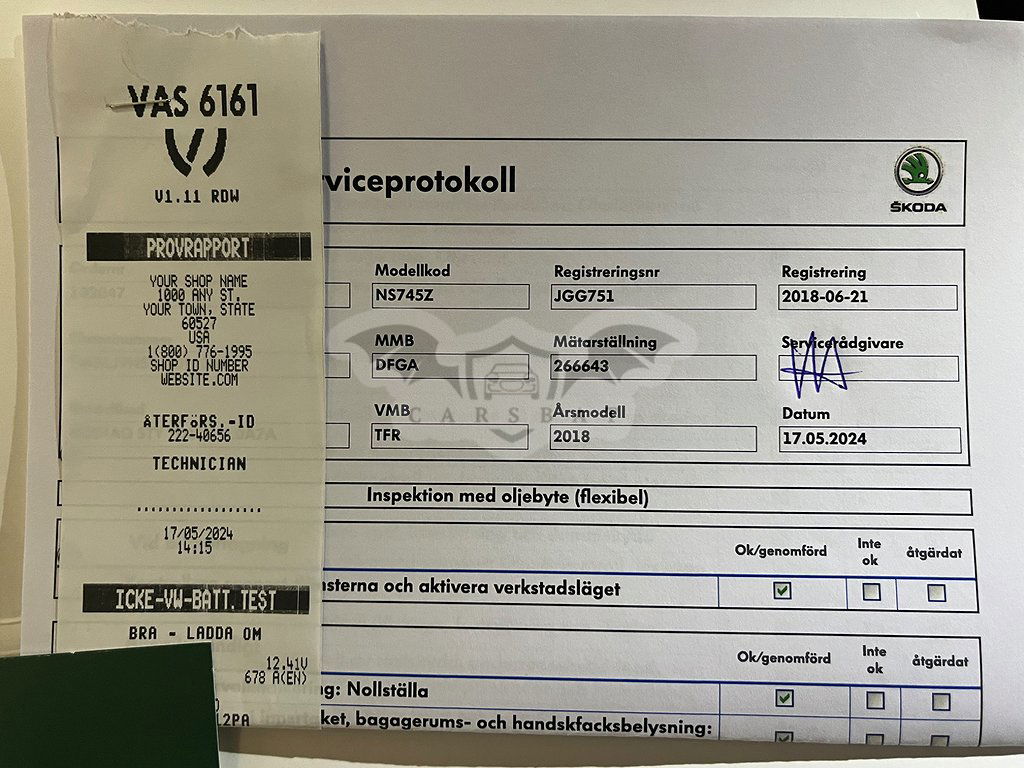 VAS 6161
V1.11 RDW
PROVRAPPORT
YOUR SHOP NAME
1000 ANY ST.
YOUR TOWN, STATE
60527
USA
1(800) 776-1995
SHOP ID NUMBER
WEBSITE.COM
ÅTERFÖRS.-ID
222-40656
TECHNICIAN
17/05/2024
14:15
ICKE-VW-BATT.TEST
BRA - LADDA OM
12.41V
678 A(EN)
L2PA
viceprotokoll
ŠKODA
Modellkod
Registreringsnr
Registrering
NS745Z
JGG751
2018-06-21
MMB
Mätarställning
Servicerådgivare
DFGA
266643
VMB
Årsmodell
Datum
TFR
2018
17.05.2024
CARSBAT
Inspektion med oljebyte (flexibel)
Ok/genomförd
Inte
ok
åtgärdat
nsterna och aktivera verkstadsläget
Ok/genomförd
Inte
ok
åtgärdat
ng: Nollställa
et, bagagerums- och handskfacksbelysning: